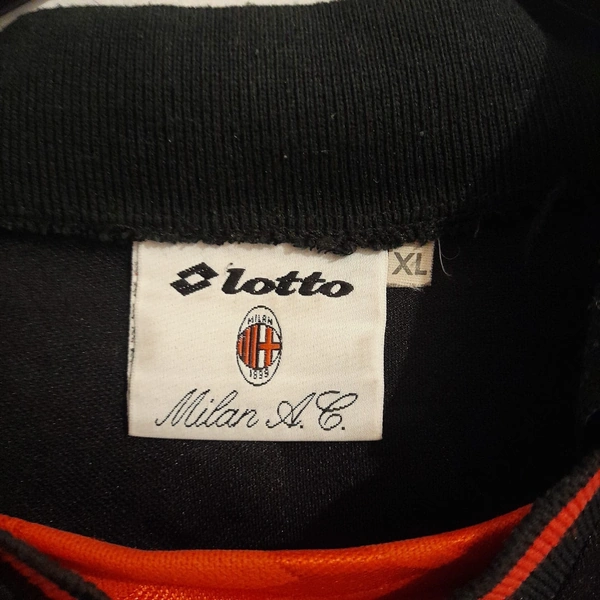 lotto
XL
MILAN
1899
Milan A.C.